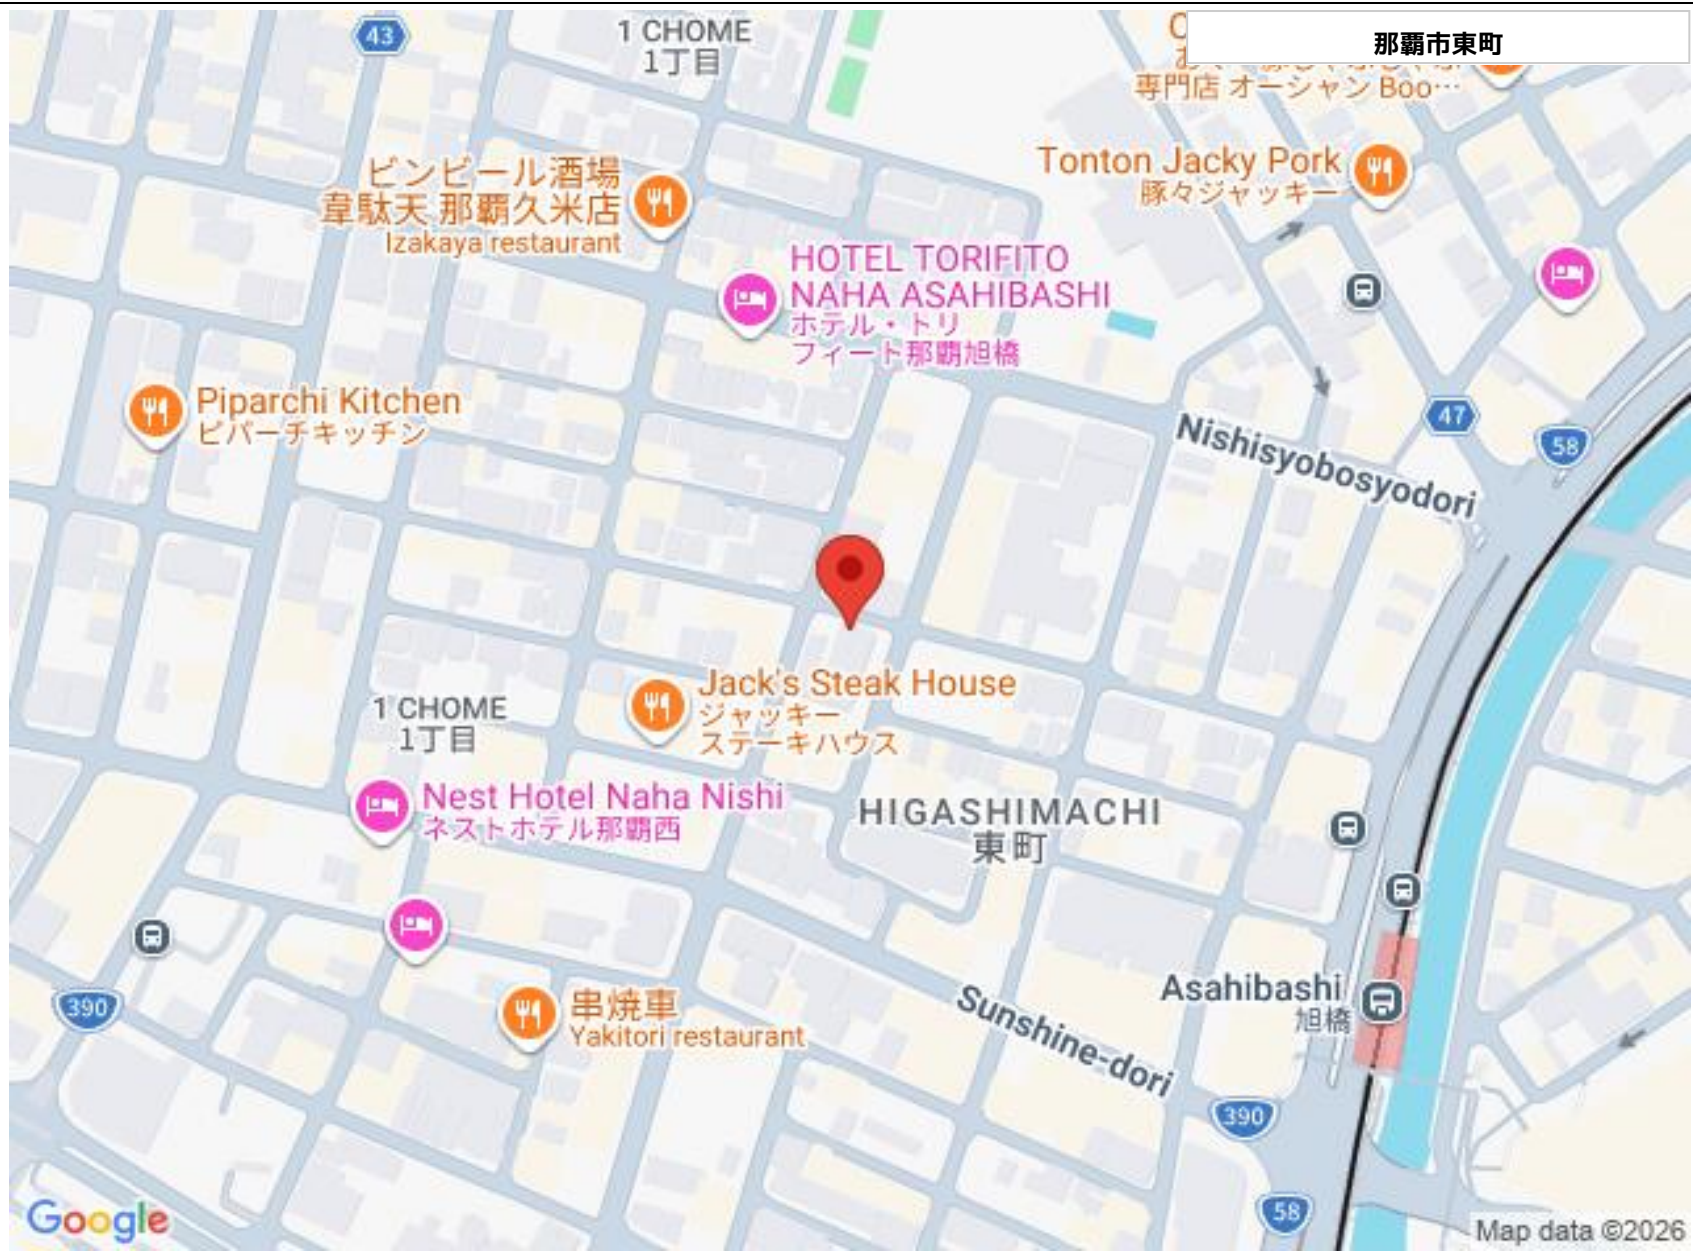 那覇市東町
43
1 CHOME
1丁目
専門店 オーシャン Boo…
ビンビール酒場
韋駄天 那覇久米店
Izakaya restaurant
Tonton Jacky Pork
豚々ジャッキー
HOTEL TORIFITO
NAHA ASAHIBASHI
ホテル・トリ
フィート那覇旭橋
Piparchi Kitchen
ピパーチキッチン
47
58
Nishisyobosyodori
Jack's Steak House
ジャッキー
ステーキハウス
1 CHOME
1丁目
Nest Hotel Naha Nishi
ネストホテル那覇西
HIGASHIMACHI
東町
390
串焼車
Yakitori restaurant
Asahibashi
旭橋
Sunshine-dori
390
58
Google
Map data ©2026